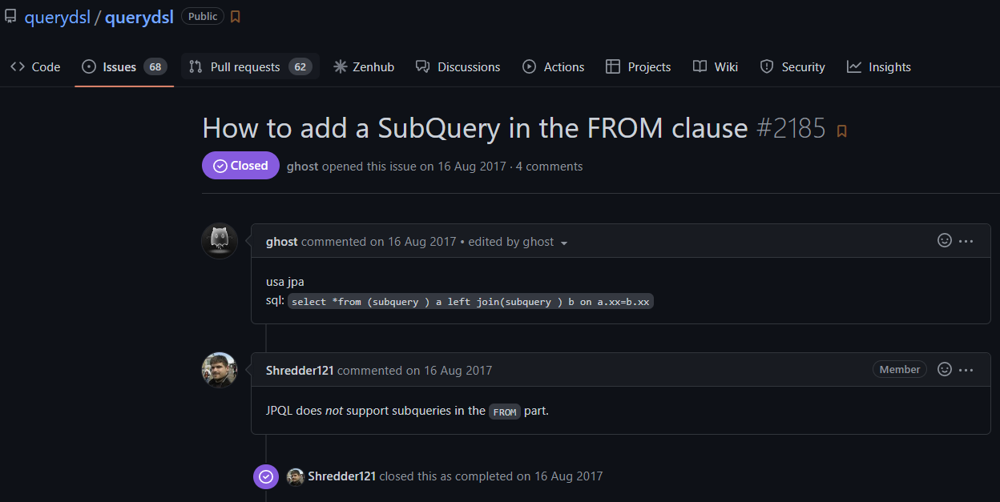 querydsl / querydsl Public
Code Issues 68 Pull requests 62 Zenhub Discussions Actions Projects Wiki Security Insights
How to add a SubQuery in the FROM clause #2185
Closed ghost opened this issue on 16 Aug 2017 · 4 comments
ghost commented on 16 Aug 2017 • edited by ghost
usa jpa
sql: select *from (subquery ) a left join(subquery ) b on a.xx=b.xx
Shredder121 commented on 16 Aug 2017 Member
JPQL does not support subqueries in the FROM part.
Shredder121 closed this as completed on 16 Aug 2017